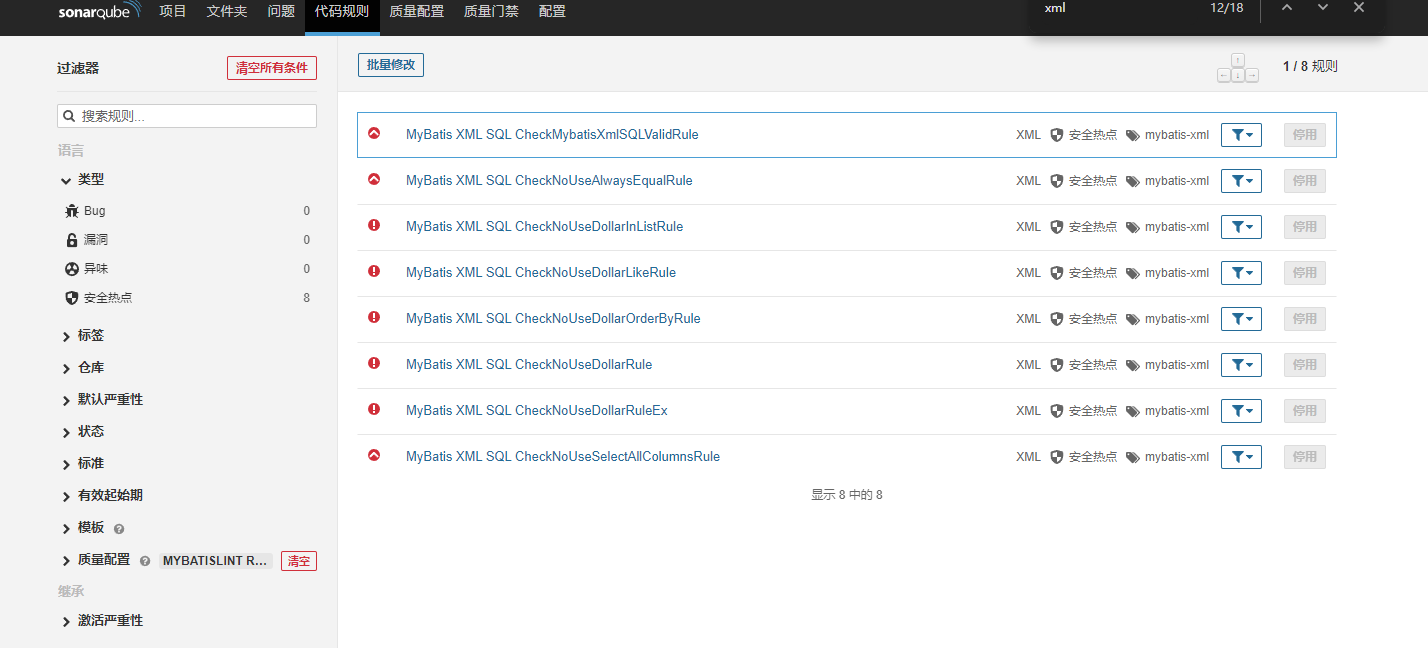 sonarqube 项目 文件夹 问题 代码规则 质量配置 质量门禁 配置
xml 12/18
过滤器 清空所有条件
搜索规则...
语言
类型
Bug 0
漏洞 0
异味 0
安全热点 8
标签
仓库
默认严重性
状态
标准
有效起始期
模板
质量配置 MYBATISLINT R... 清空
继承
激活严重性
批量修改
1 / 8 规则
MyBatis XML SQL CheckMybatisXmlSQLValidRule XML 安全热点 mybatis-xml 停用
MyBatis XML SQL CheckNoUseAlwaysEqualRule XML 安全热点 mybatis-xml 停用
MyBatis XML SQL CheckNoUseDollarInListRule XML 安全热点 mybatis-xml 停用
MyBatis XML SQL CheckNoUseDollarLikeRule XML 安全热点 mybatis-xml 停用
MyBatis XML SQL CheckNoUseDollarOrderByRule XML 安全热点 mybatis-xml 停用
MyBatis XML SQL CheckNoUseDollarRule XML 安全热点 mybatis-xml 停用
MyBatis XML SQL CheckNoUseDollarRuleEx XML 安全热点 mybatis-xml 停用
MyBatis XML SQL CheckNoUseSelectAllColumnsRule XML 安全热点 mybatis-xml 停用
显示 8 中的 8